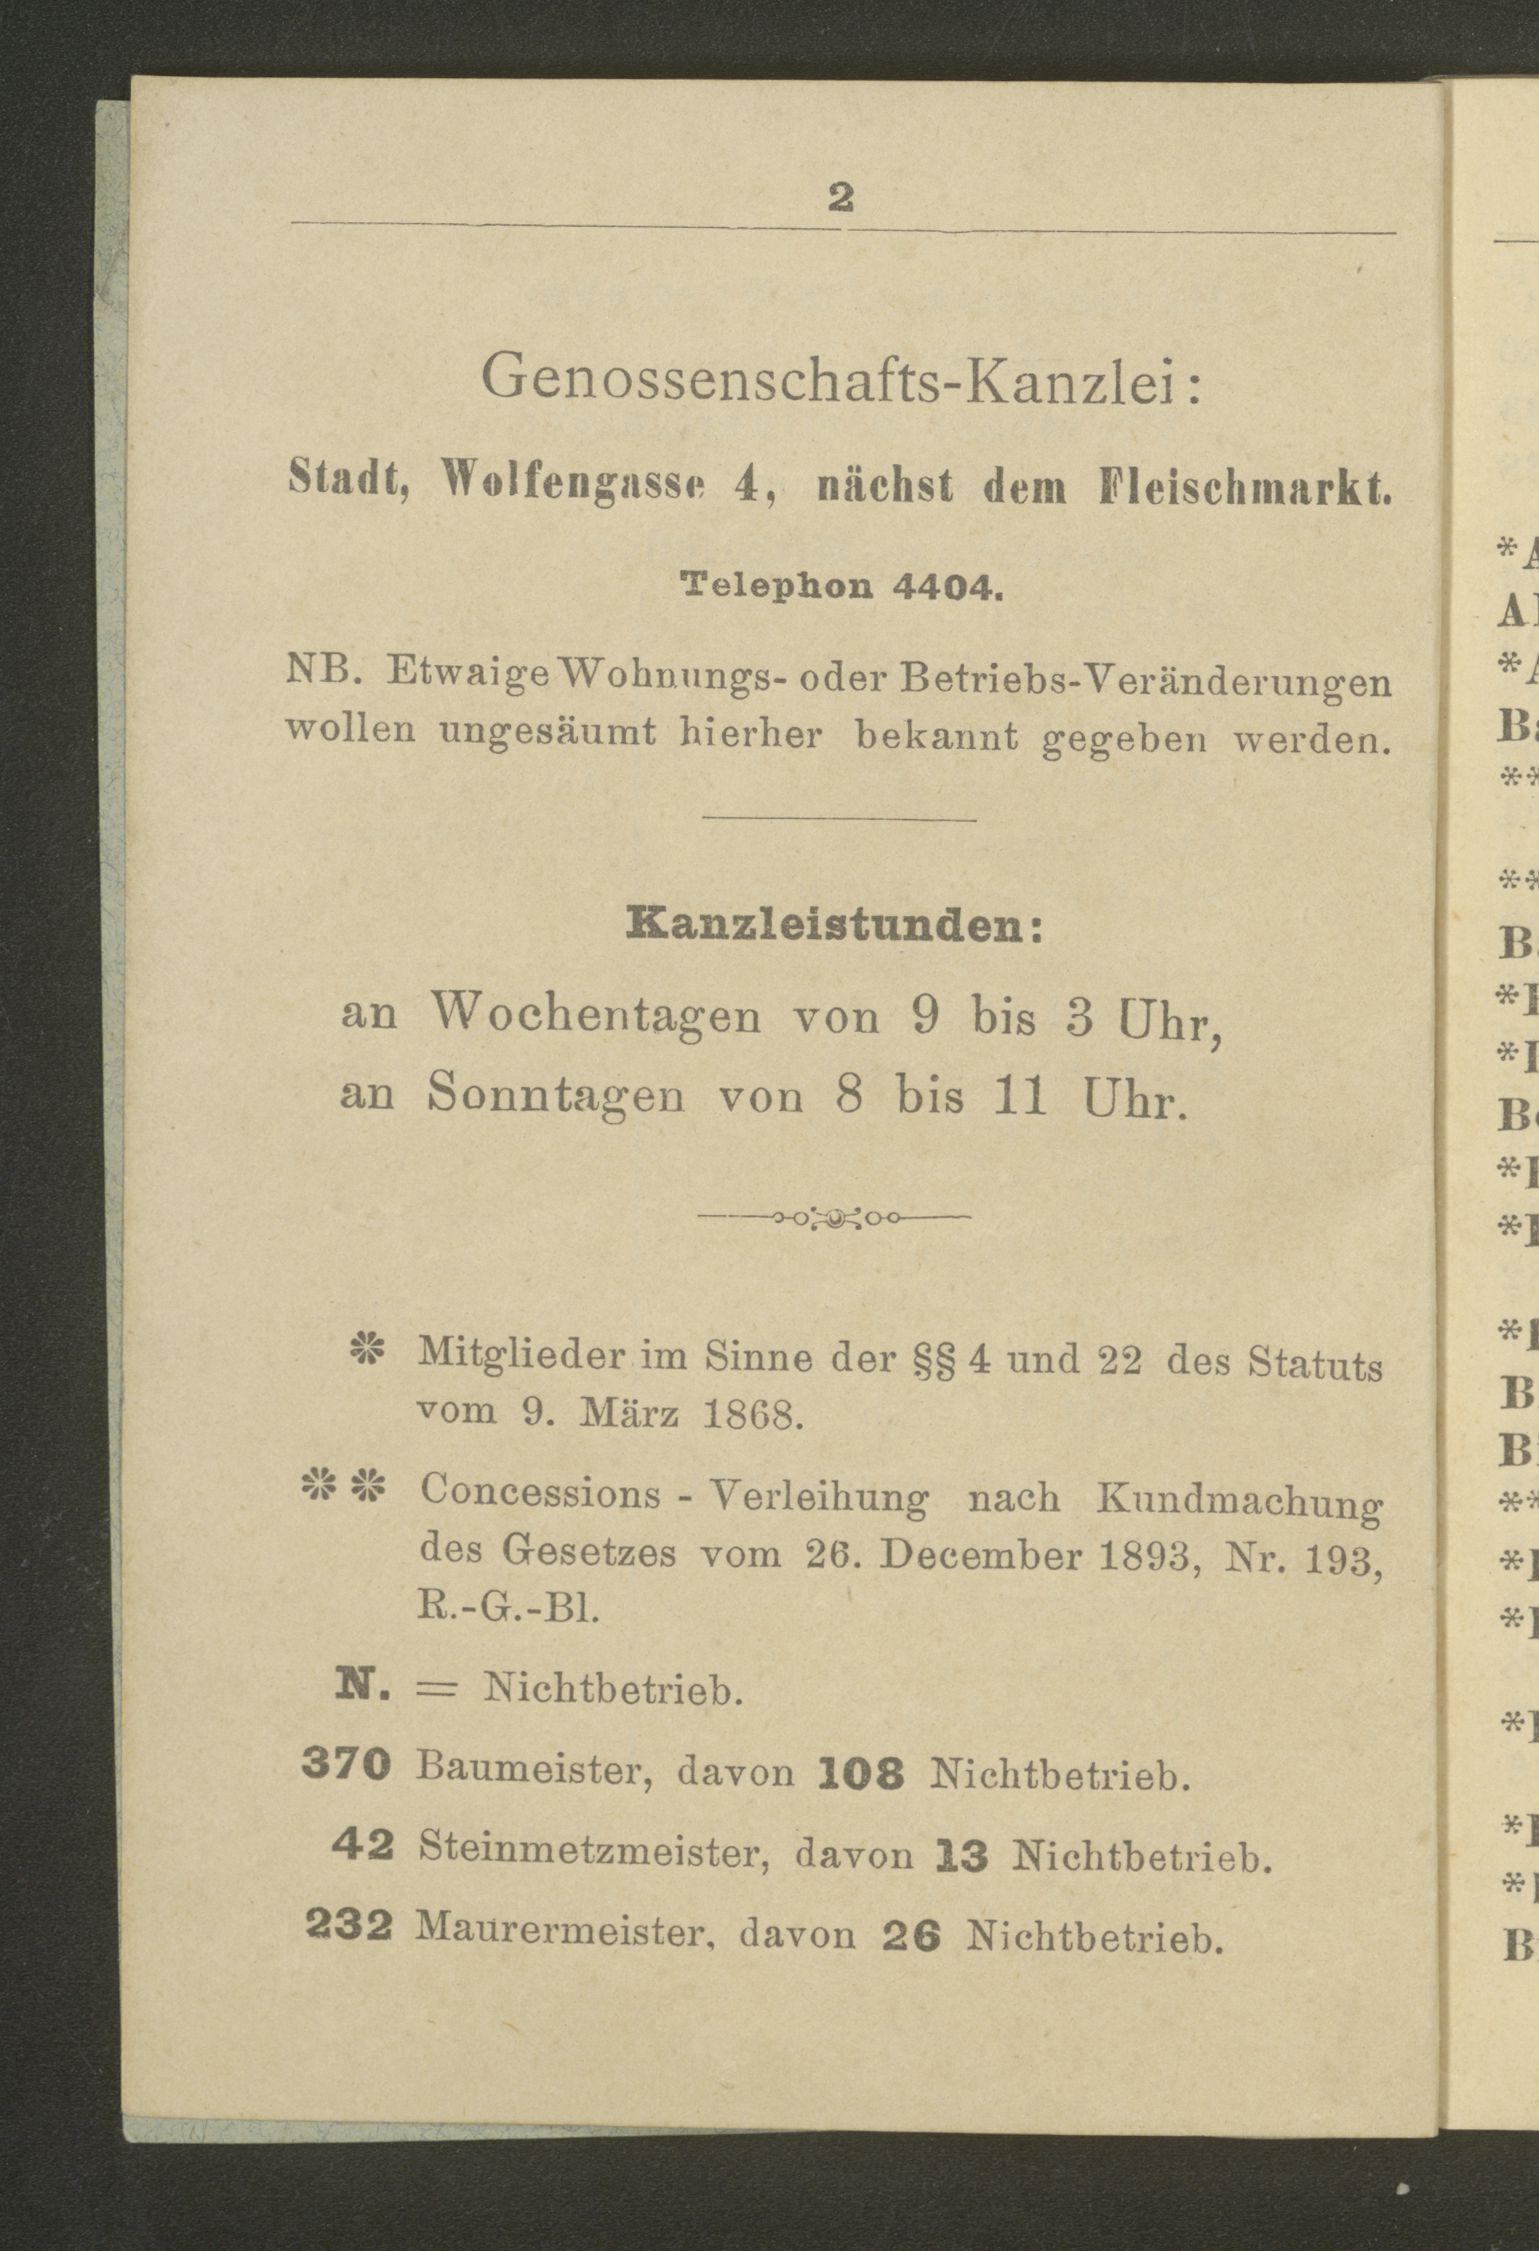 2
Genossenschafts-Kanzlei:
Stadt, Wolfengasse 4, nächst dem Fleischmarkt.
Telephon 4404.
NB. Etwaige Wohnungs- oder Betriebs-Veränderungen
wollen ungesäumt hierher bekannt gegeben werden.
Kanzleistunden:
an Wochentagen von 9 bis 3 Uhr,
an Sonntagen von 8 bis 11 Uhr.
* Mitglieder im Sinne der §§ 4 und 22 des Statuts
vom 9. März 1868.
* * Concessions - Verleihung nach Kundmachung
des Gesetzes vom 26. December 1893, Nr. 193,
R.-G.-Bl.
N. = Nichtbetrieb.
370 Baumeister, davon 108 Nichtbetrieb.
42 Steinmetzmeister, davon 13 Nichtbetrieb.
232 Maurermeister, davon 26 Nichtbetrieb.